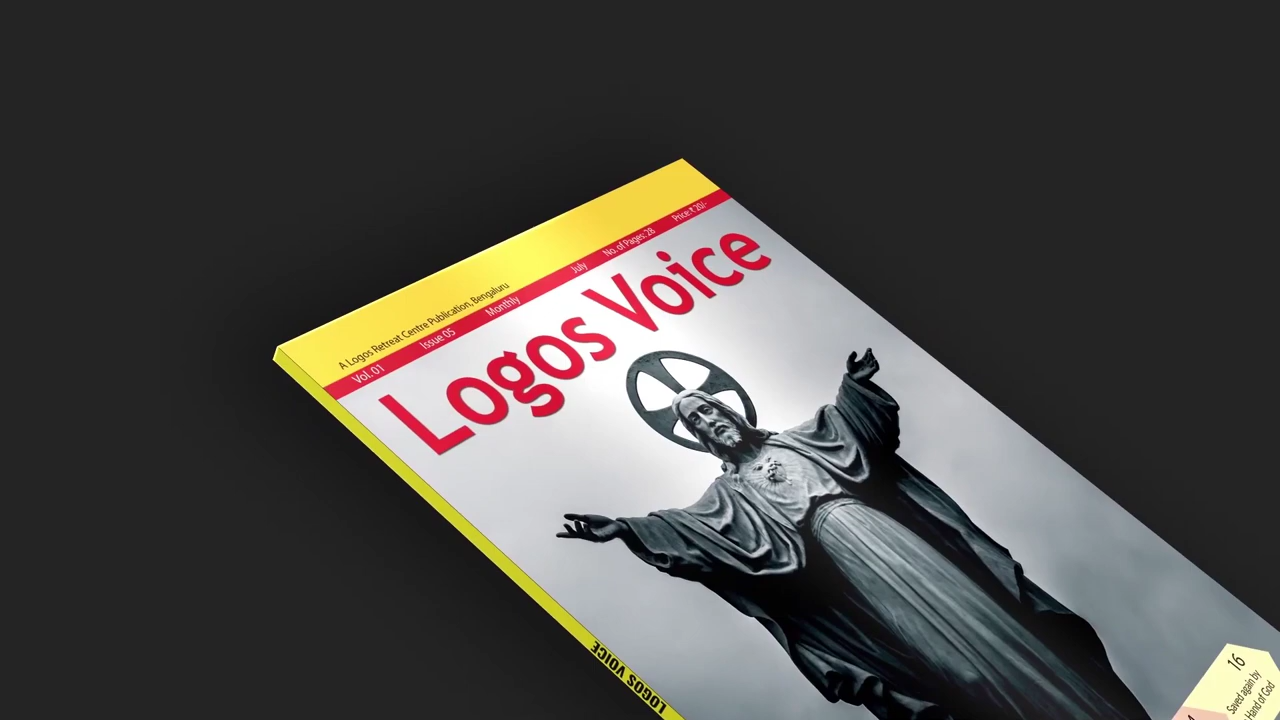 A Logos Retreat Centre Publication, Bengaluru
Vol. 01 Issue 05 Monthly July No. of Pages: 28 Price: ₹ 20/-
Logos Voice
LOGOS VOICE
16
Saved again by
Hand of God